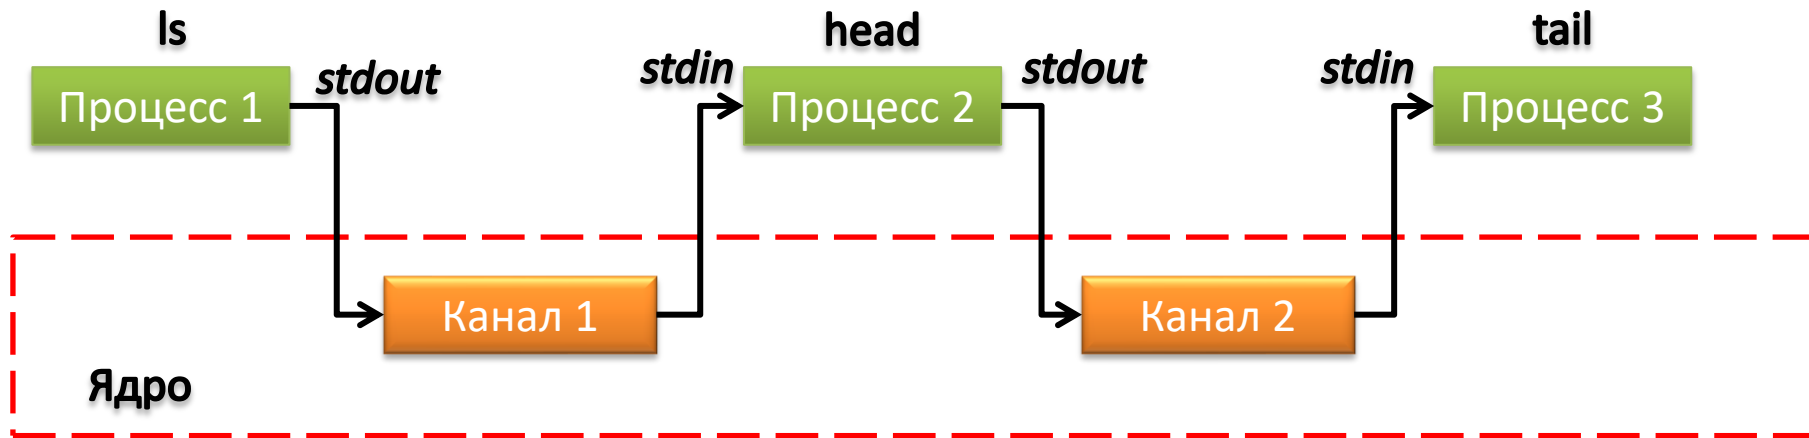 ls
head
tail
stdout
stdin
stdout
stdin
Процесс 1
Процесс 2
Процесс 3
Канал 1
Канал 2
Ядро